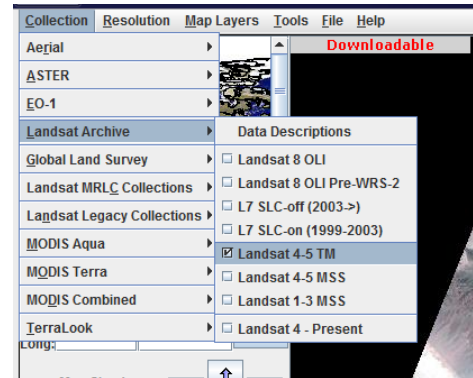 Collection Resolution Map Layers Tools File Help
Downloadable
Aerial
ASTER
EO-1
Landsat Archive
Global Land Survey
Landsat MRLC Collections
Landsat Legacy Collections
MODIS Aqua
MODIS Terra
MODIS Combined
TerraLook
Data Descriptions
Landsat 8 OLI
Landsat 8 OLI Pre-WRS-2
L7 SLC-off (2003->)
L7 SLC-on (1999-2003)
Landsat 4-5 TM
Landsat 4-5 MSS
Landsat 1-3 MSS
Landsat 4 - Present
Long: